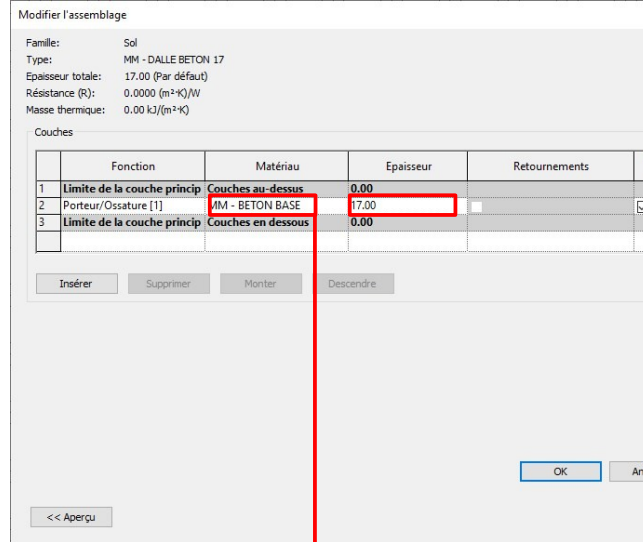 Modifier l'assemblage
Famille: Sol
Type: MM - DALLE BETON 17
Epaisseur totale: 17.00 (Par défaut)
Résistance (R): 0.0000 (m²·K)/W
Masse thermique: 0.00 kJ/(m²·K)
Couches
Fonction Matériau Epaisseur Retournements
1 Limite de la couche princip Couches au-dessus 0.00
2 Porteur/Ossature [1] MM - BETON BASE 17.00
3 Limite de la couche princip Couches en dessous 0.00
Insérer Supprimer Monter Descendre
OK An
<< Aperçu